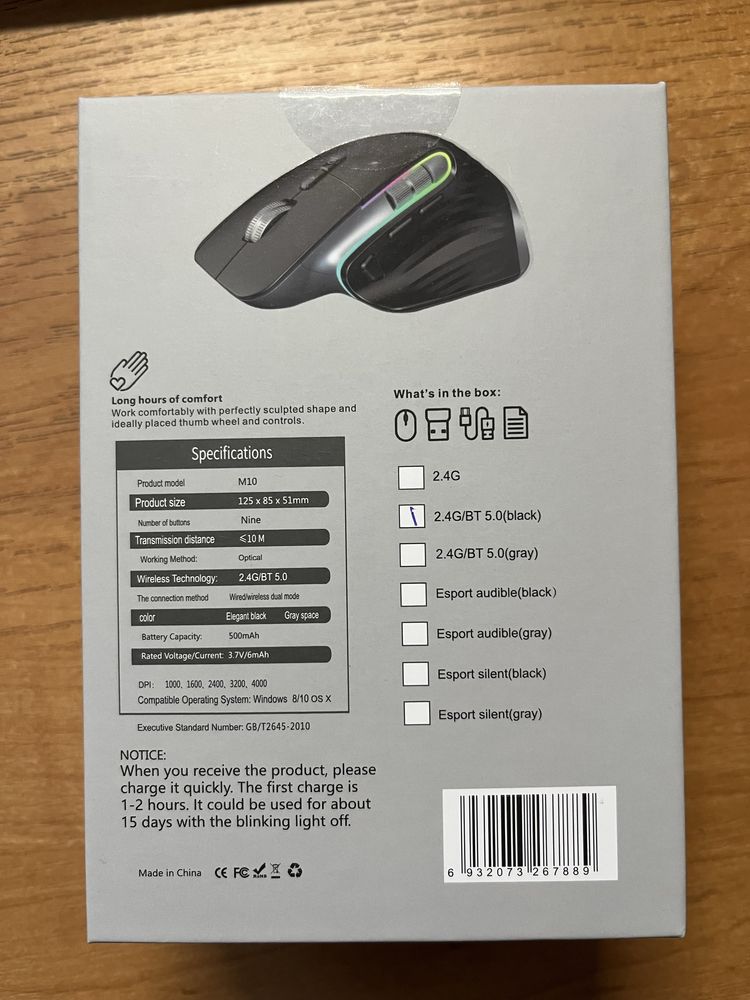 Long hours of comfort
Work comfortably with perfectly sculpted shape and
ideally placed thumb wheel and controls.
Specifications
Product model M10
Product size 125 x 85 x 51mm
Number of buttons Nine
Transmission distance ≤10 M
Working Method: Optical
Wireless Technology: 2.4G/BT 5.0
The connection method Wired/wireless dual mode
color Elegant black Gray space
Battery Capacity: 500mAh
Rated Voltage/Current: 3.7V/6mAh
DPI: 1000, 1600, 2400, 3200, 4000
Compatible Operating System: Windows 8/10 OS X
Executive Standard Number: GB/T2645-2010
NOTICE:
When you receive the product, please
charge it quickly. The first charge is
1-2 hours. It could be used for about
15 days with the blinking light off.
Made in China CE FC RoHS
What's in the box:
2.4G
2.4G/BT 5.0(black)
2.4G/BT 5.0(gray)
Esport audible(black)
Esport audible(gray)
Esport silent(black)
Esport silent(gray)
6 932073 267889